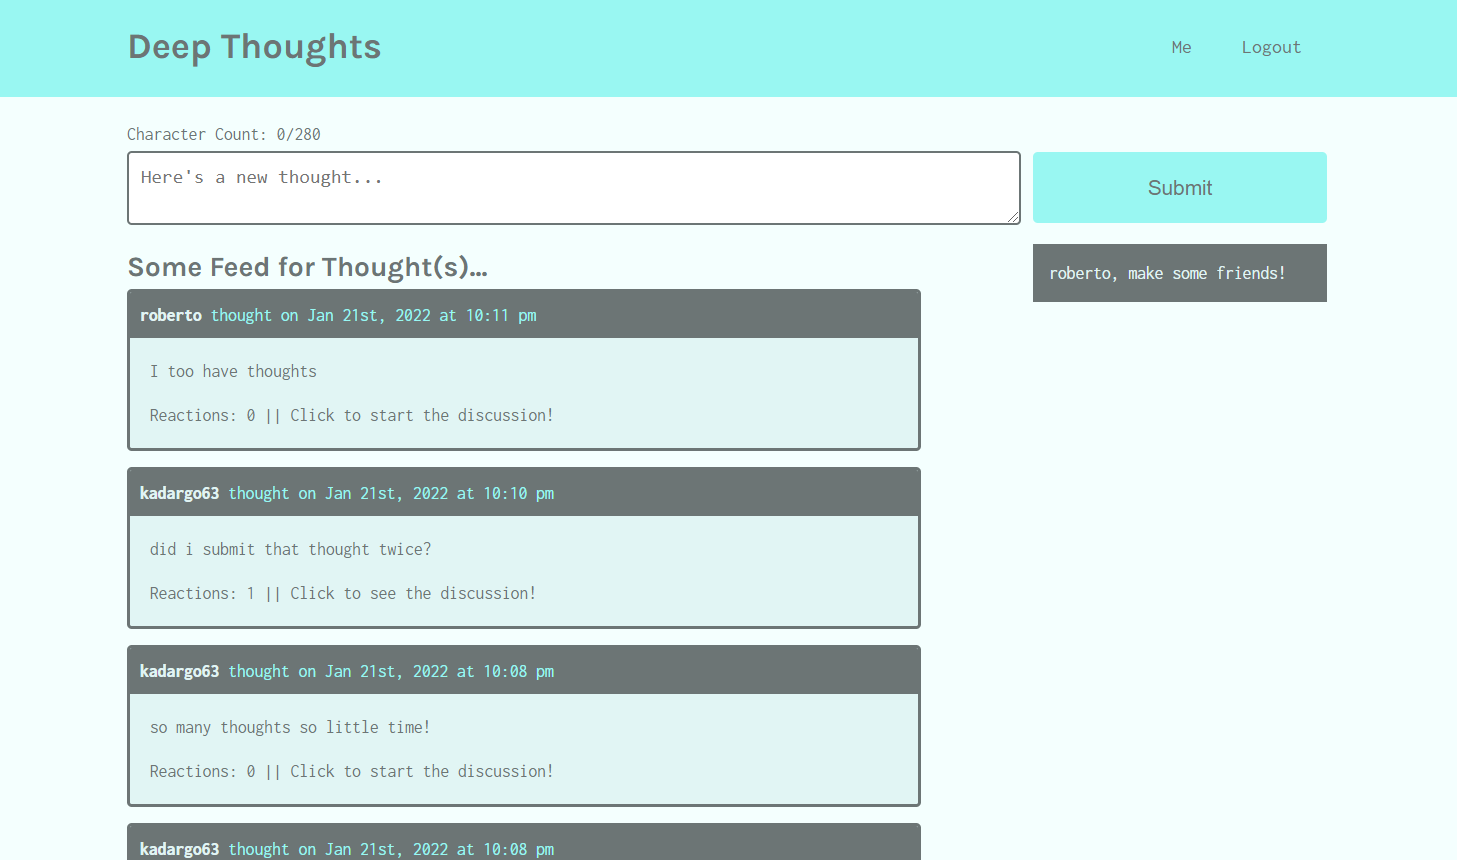 Deep Thoughts
Me
Logout
Character Count: 0/280
Here's a new thought...
Submit
Some Feed for Thought(s)...
roberto, make some friends!
roberto thought on Jan 21st, 2022 at 10:11 pm
I too have thoughts
Reactions: 0 || Click to start the discussion!
kadargo63 thought on Jan 21st, 2022 at 10:10 pm
did i submit that thought twice?
Reactions: 1 || Click to see the discussion!
kadargo63 thought on Jan 21st, 2022 at 10:08 pm
so many thoughts so little time!
Reactions: 0 || Click to start the discussion!
kadargo63 thought on Jan 21st, 2022 at 10:08 pm